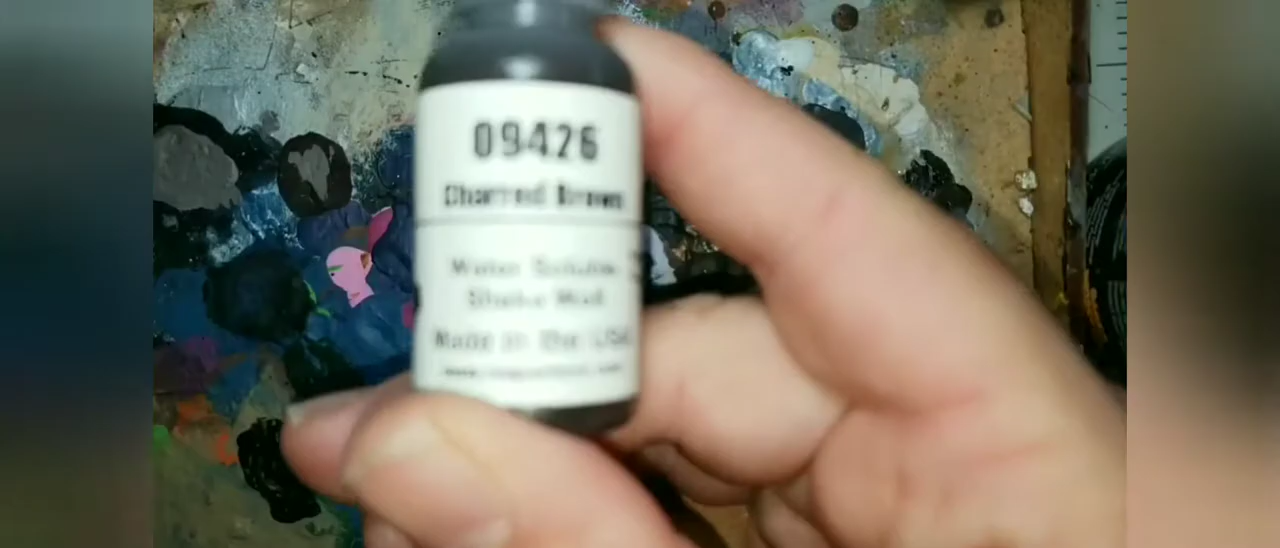 09426
Charred Brown
Water Soluble
Shake Well
Made in the USA